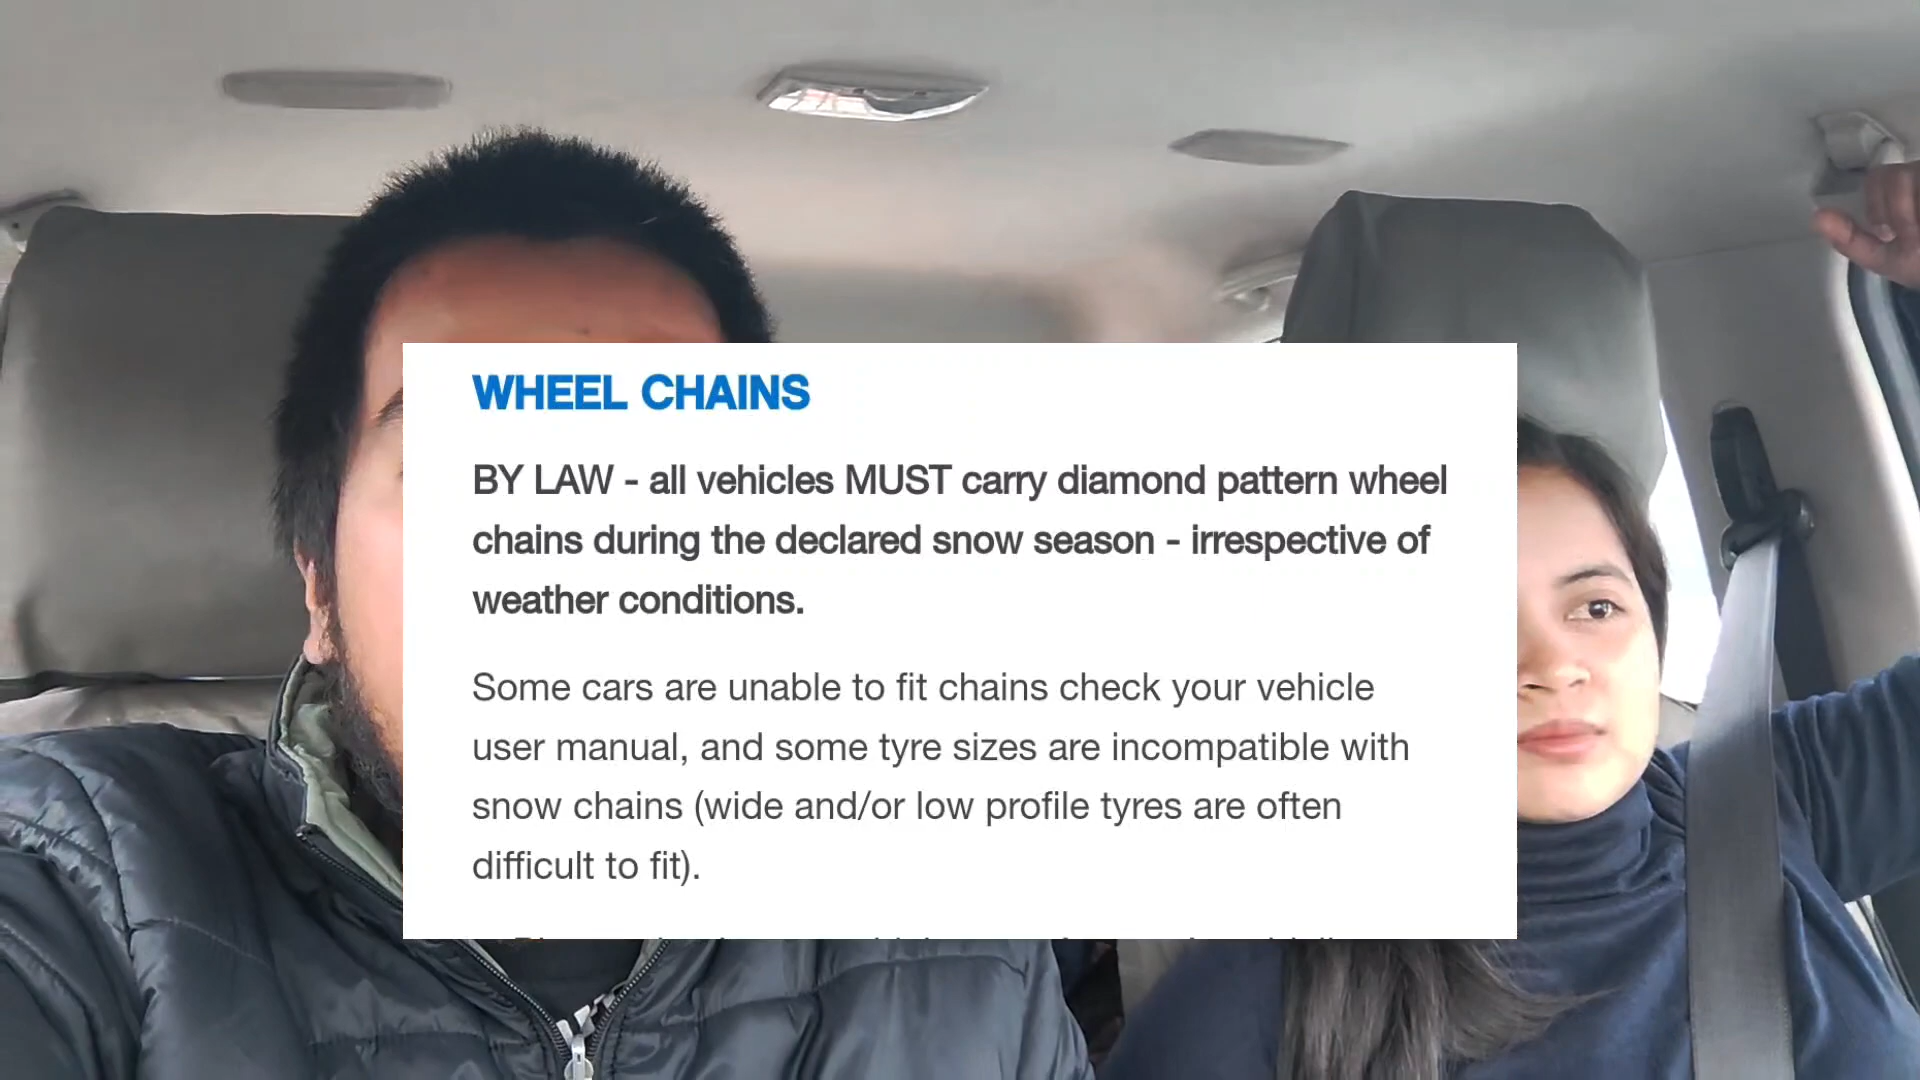 WHEEL CHAINS
BY LAW - all vehicles MUST carry diamond pattern wheel
chains during the declared snow season - irrespective of
weather conditions.
Some cars are unable to fit chains check your vehicle
user manual, and some tyre sizes are incompatible with
snow chains (wide and/or low profile tyres are often
difficult to fit).